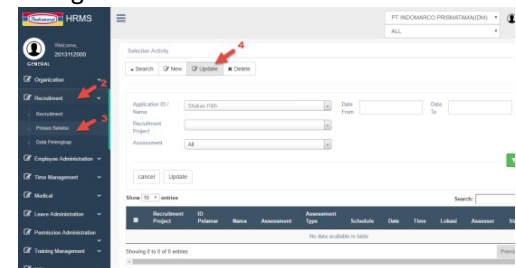 Indomaret HRMS
PT INDOMARCO PRISMATAMA(IDM)
ALL
Welcome,
2013112000
GENERAL
Selection Activity
4
Search New Update Delete
Organization
2
Recruitment
Recruitment
3
Proses Seleksi
Data Pelengkap
Employee Administration
Time Management
Medical
Leave Administration
Permission Administration
Training Management
Application ID / Name
Silakan Pilih
Date From
Date To
Recruitment Project
Assessment
All
cancel Update
Show 10 entries
Search:
Recruitment Project ID Pelamar Nama Assessment Assessment Type Schedule Date Time Lokasi Assessor
No data available in table
Showing 0 to 0 of 0 entries